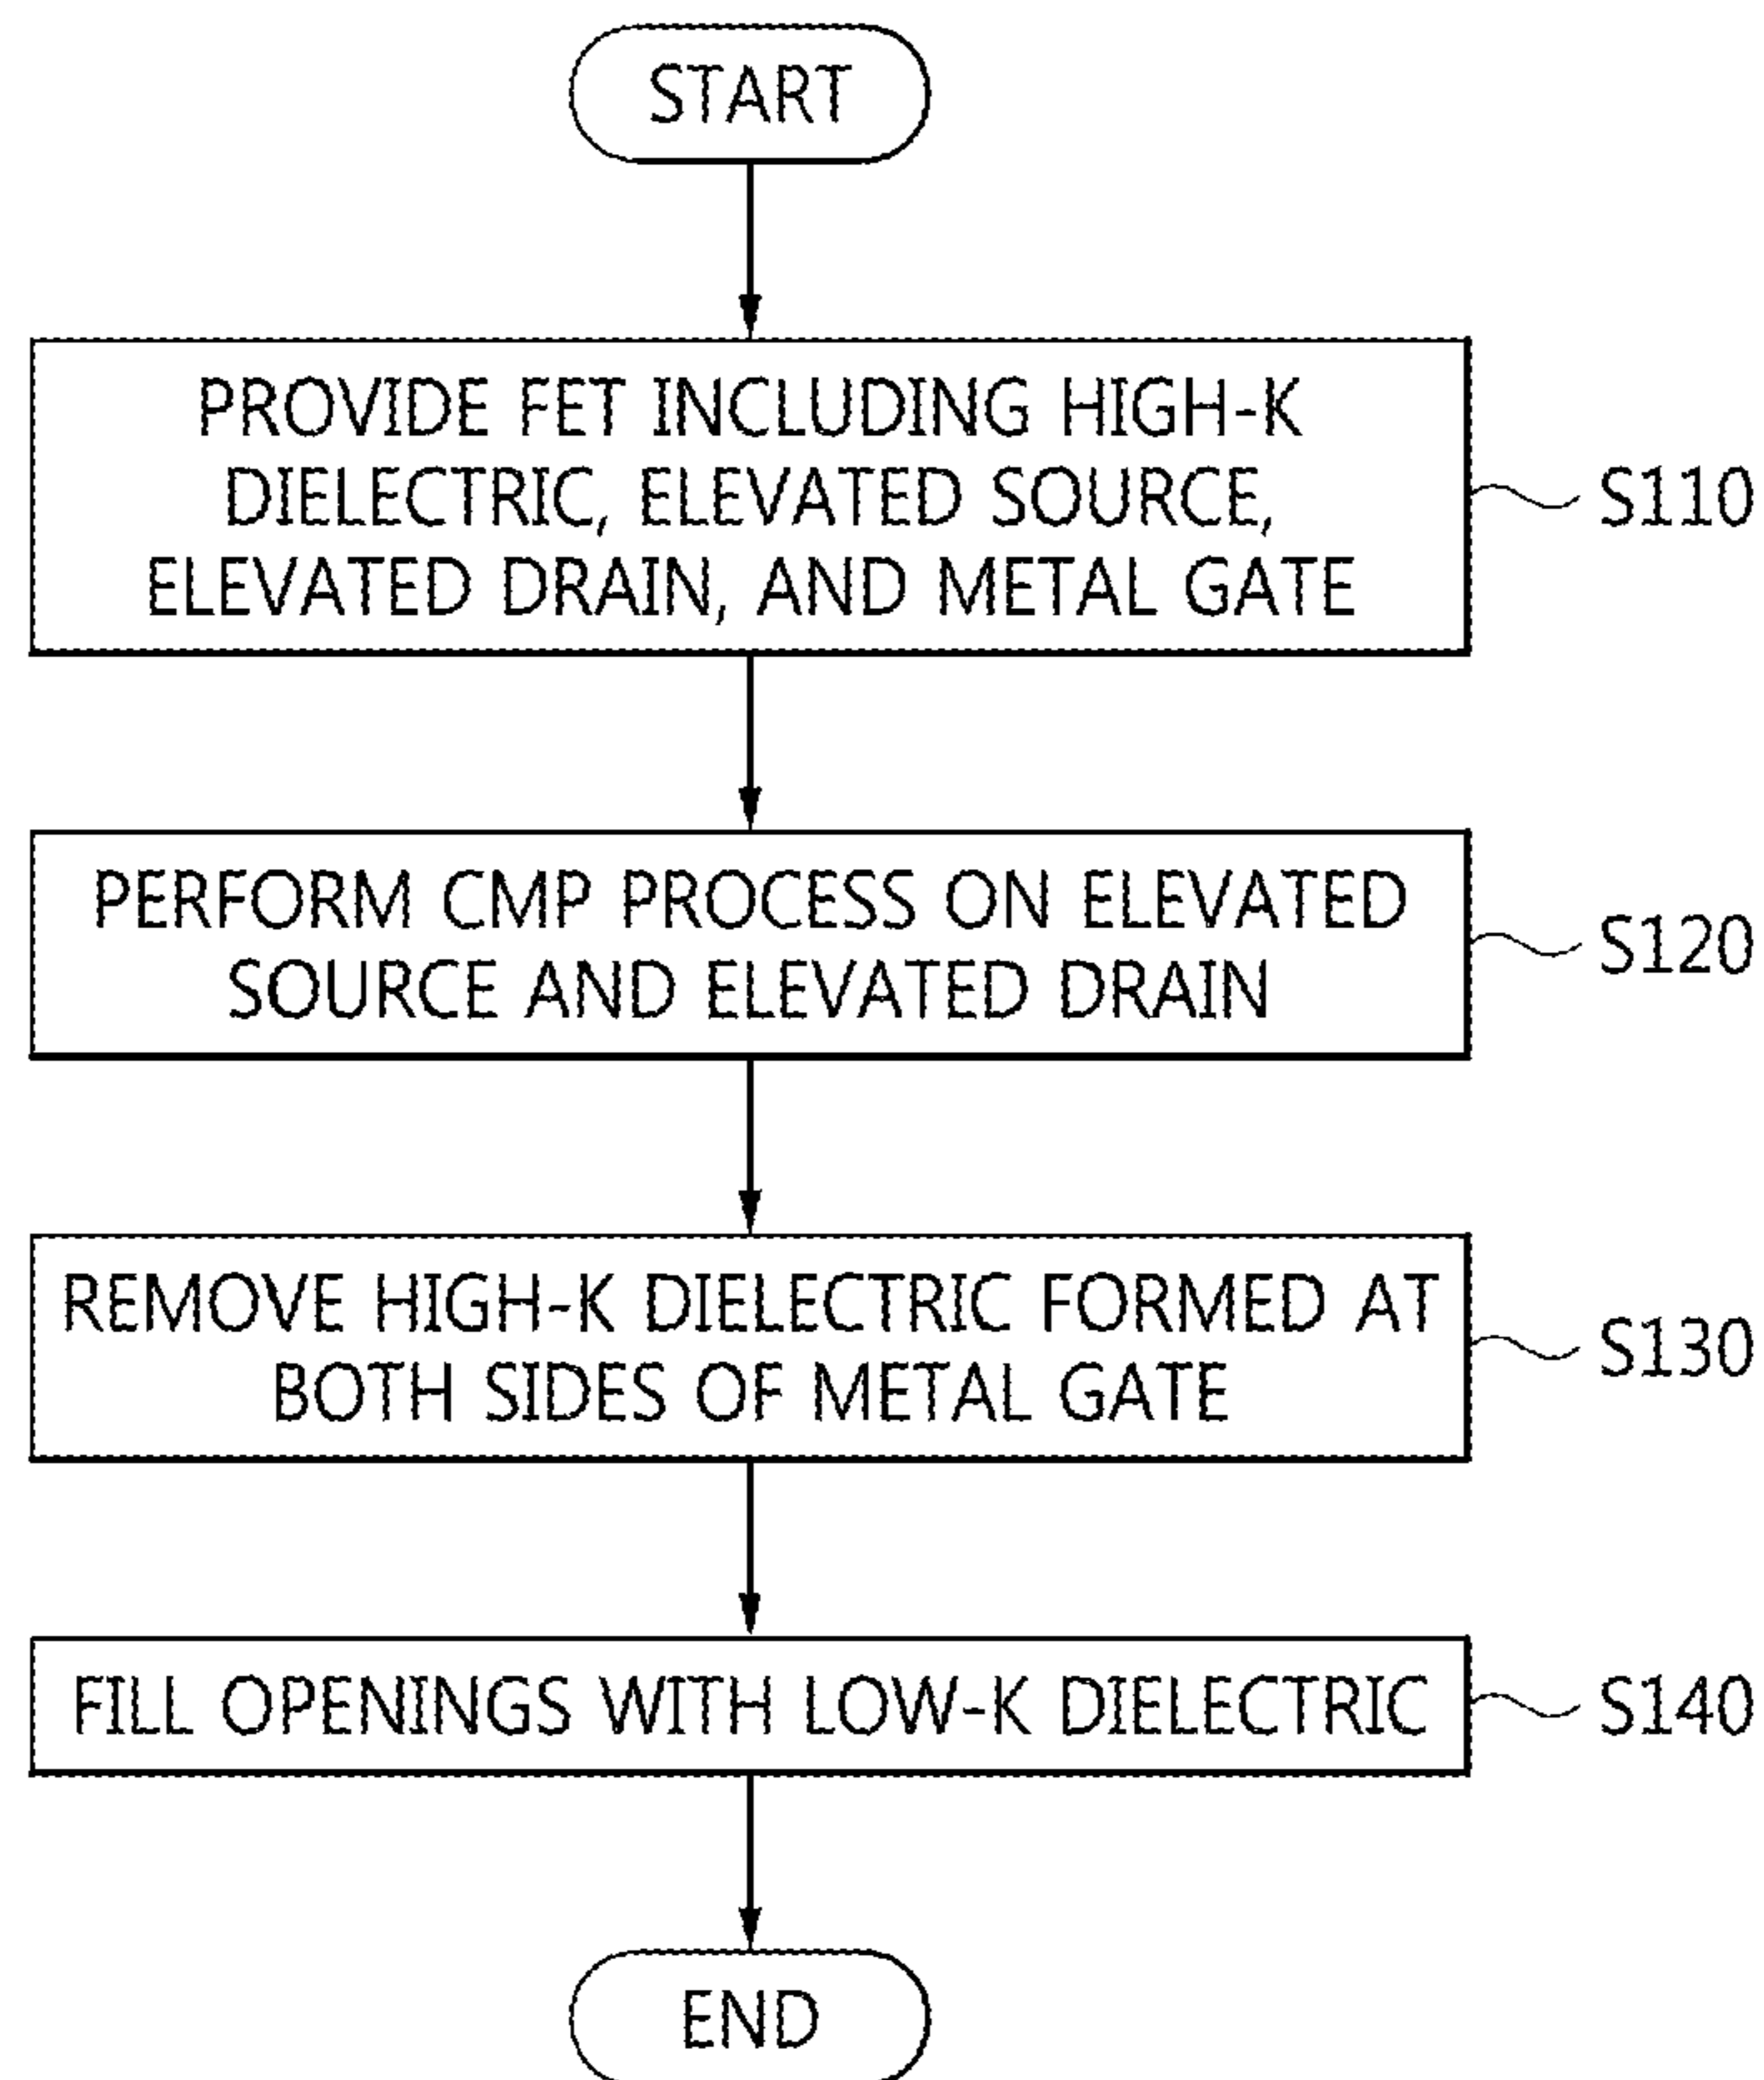 START
PROVIDE FET INCLUDING HIGH-K
DIELECTRIC, ELEVATED SOURCE,
ELEVATED DRAIN, AND METAL GATE
S110
PERFORM CMP PROCESS ON ELEVATED
SOURCE AND ELEVATED DRAIN
S120
REMOVE HIGH-K DIELECTRIC FORMED AT
BOTH SIDES OF METAL GATE
S130
FILL OPENINGS WITH LOW-K DIELECTRIC
S140
END